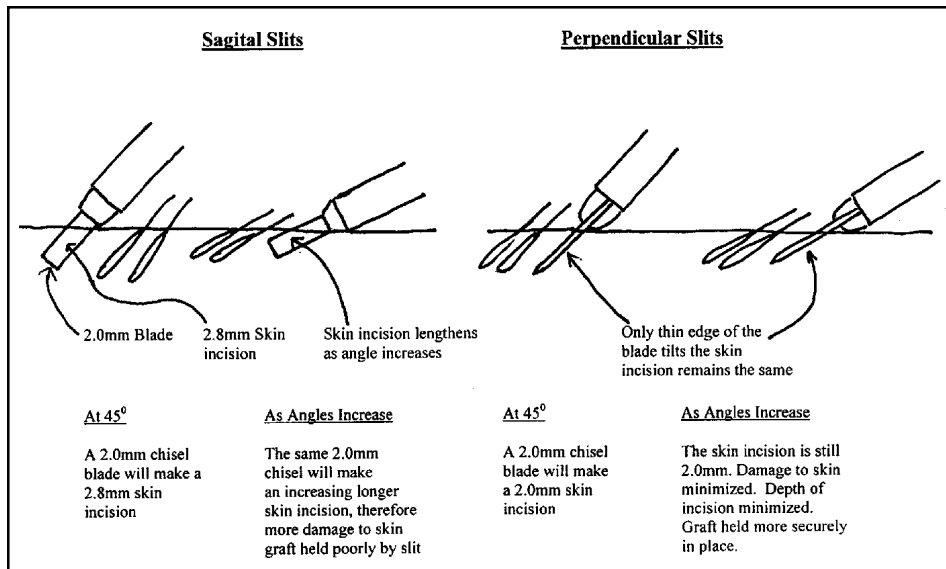 Sagital Slits
Perpendicular Slits
2.0mm Blade
2.8mm Skin
incision
Skin incision lengthens
as angle increases
Only thin edge of the
blade tilts the skin
incision remains the same
At 45⁰
A 2.0mm chisel
blade will make a
2.8mm skin
incision
As Angles Increase
The same 2.0mm
chisel will make
an increasing longer
skin incision, therefore
more damage to skin
graft held poorly by slit
At 45⁰
A 2.0mm chisel
blade will make
a 2.0mm skin
incision
As Angles Increase
The skin incision is still
2.0mm. Damage to skin
minimized. Depth of
incision minimized.
Graft held more securely
in place.